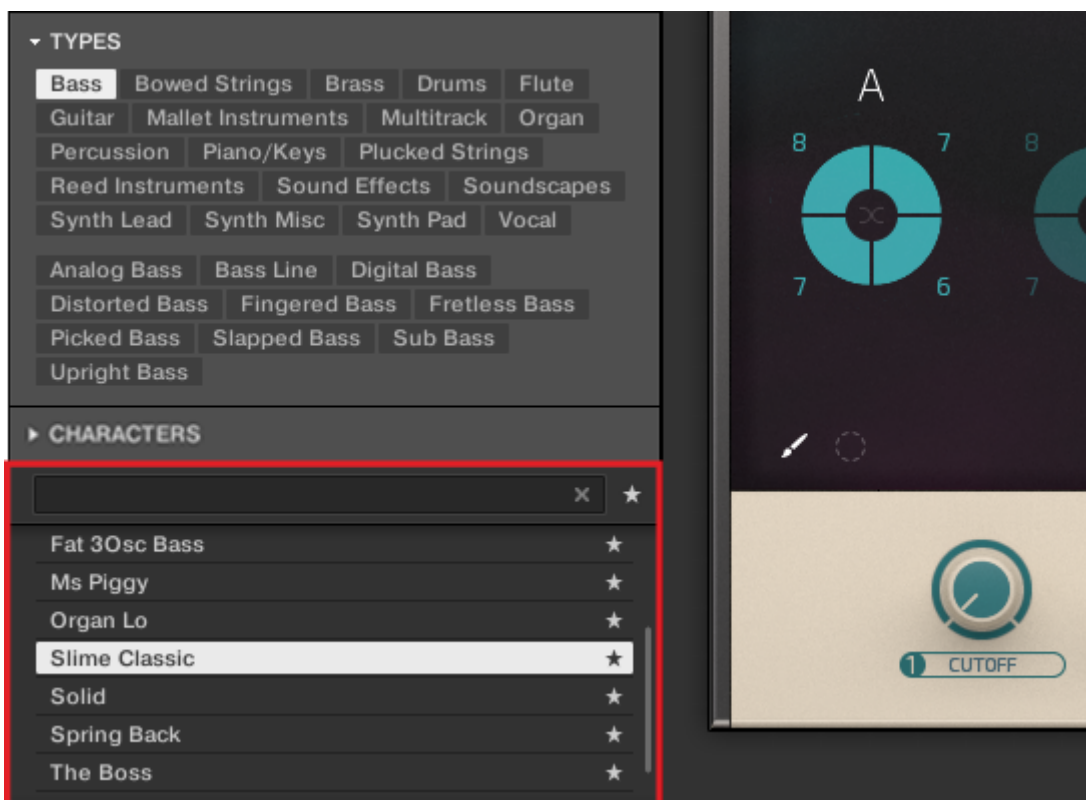 TYPES
Bass Bowed Strings Brass Drums Flute
Guitar Mallet Instruments Multitrack Organ
Percussion Piano/Keys Plucked Strings
Reed Instruments Sound Effects Soundscapes
Synth Lead Synth Misc Synth Pad Vocal
Analog Bass Bass Line Digital Bass
Distorted Bass Fingered Bass Fretless Bass
Picked Bass Slapped Bass Sub Bass
Upright Bass
CHARACTERS
Fat 3Osc Bass
Ms Piggy
Organ Lo
Slime Classic
Solid
Spring Back
The Boss
A
8 7 8
7 6 7
1 CUTOFF